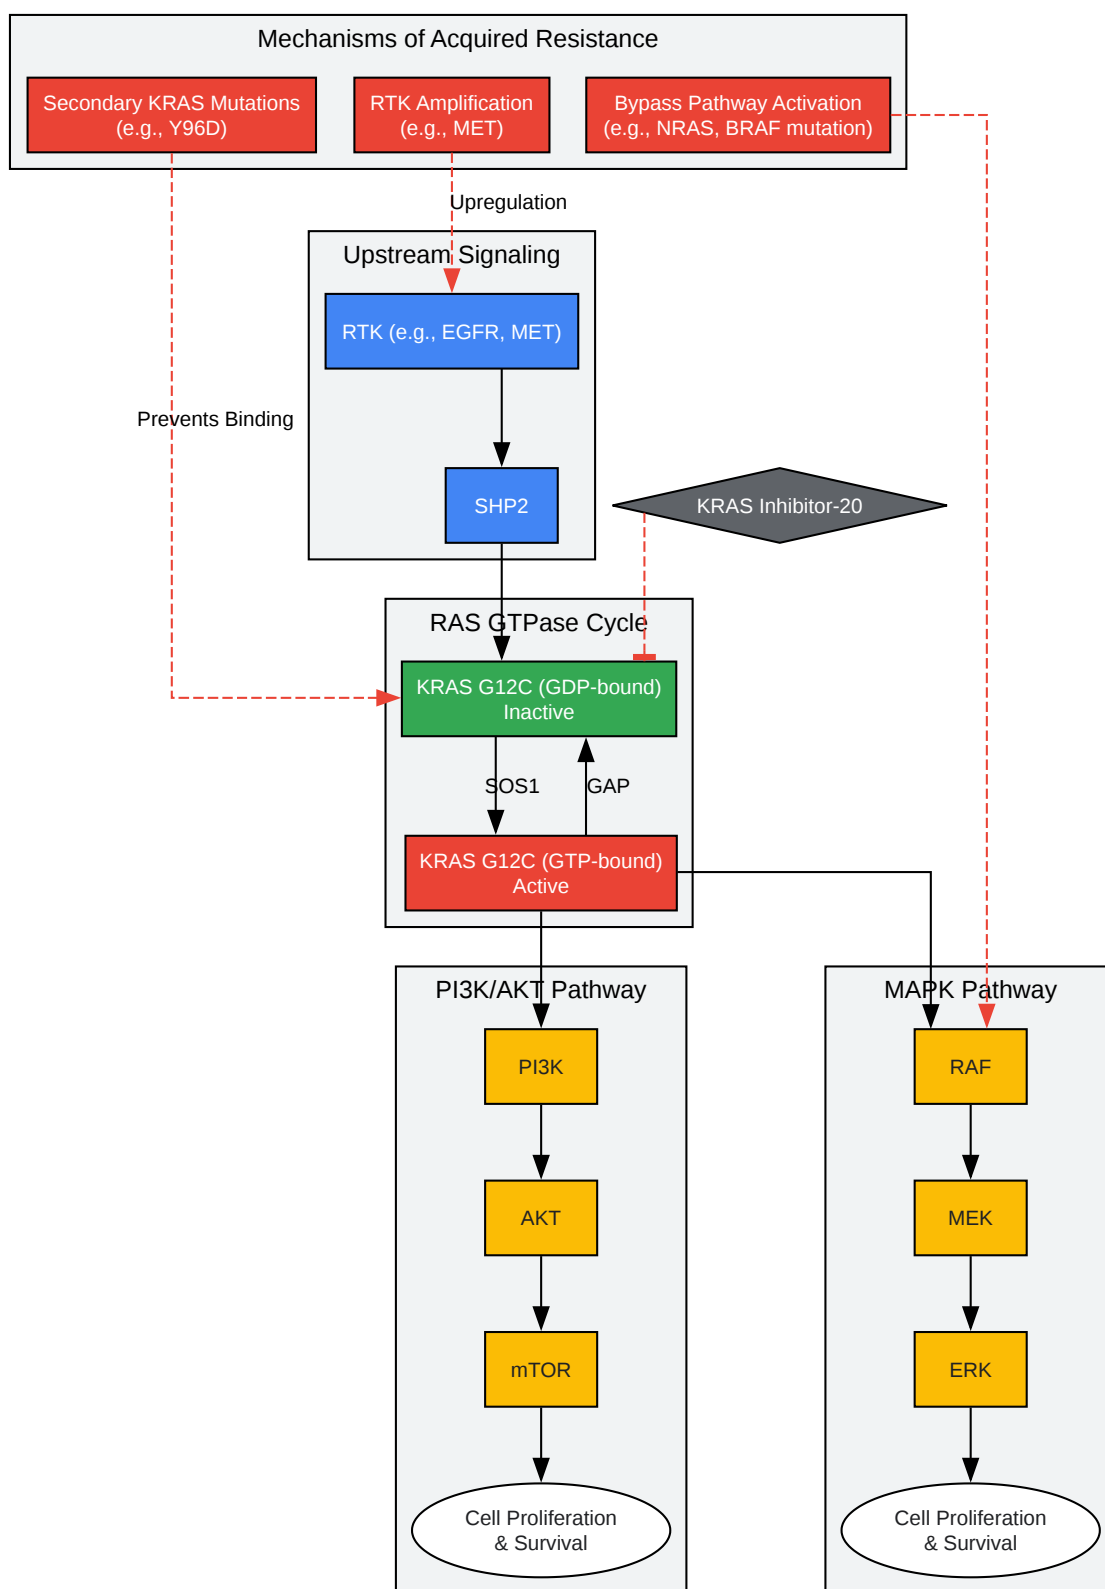 Mechanisms of Acquired Resistance
Secondary KRAS Mutations
(e.g., Y96D)
RTK Amplification
(e.g., MET)
Bypass Pathway Activation
(e.g., NRAS, BRAF mutation)
Upregulation
Upstream Signaling
RTK (e.g., EGFR, MET)
Prevents Binding
SHP2
KRAS Inhibitor-20
RAS GTPase Cycle
KRAS G12C (GDP-bound)
Inactive
SOS1
GAP
KRAS G12C (GTP-bound)
Active
PI3K/AKT Pathway
PI3K
AKT
mTOR
Cell Proliferation
& Survival
MAPK Pathway
RAF
MEK
ERK
Cell Proliferation
& Survival